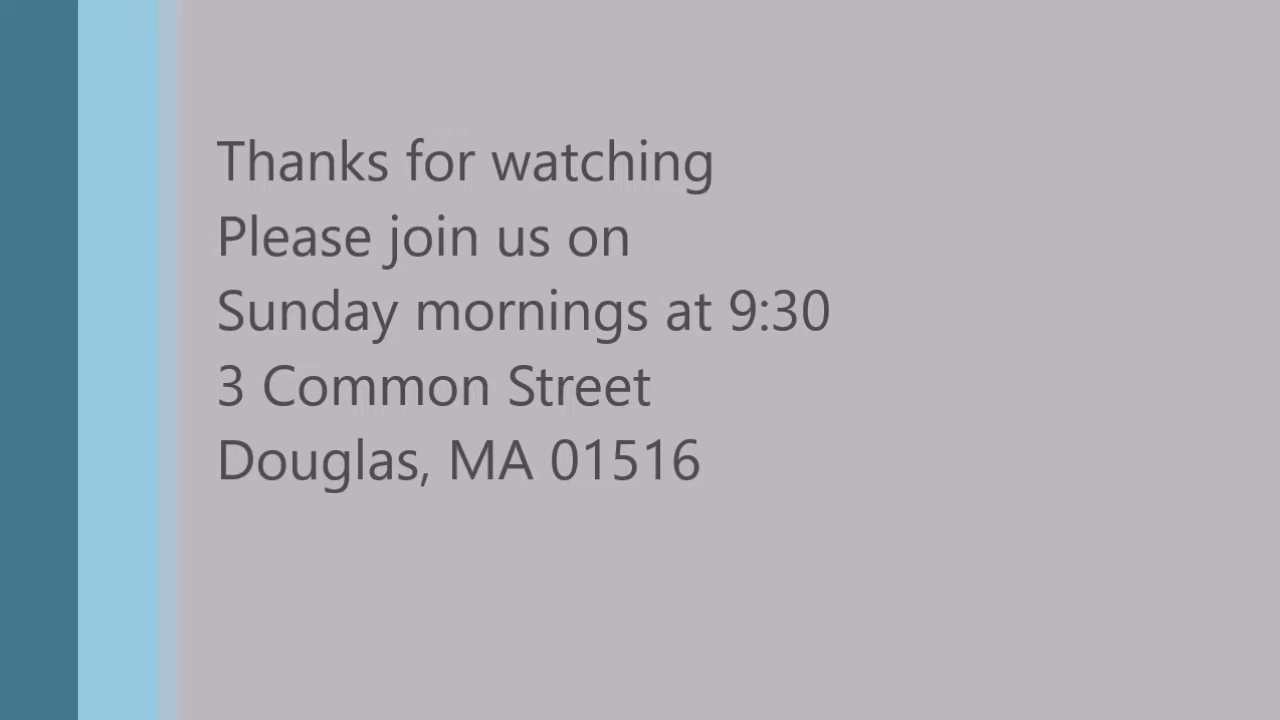 Thanks for watching
Please join us on
Sunday mornings at 9:30
3 Common Street
Douglas, MA 01516